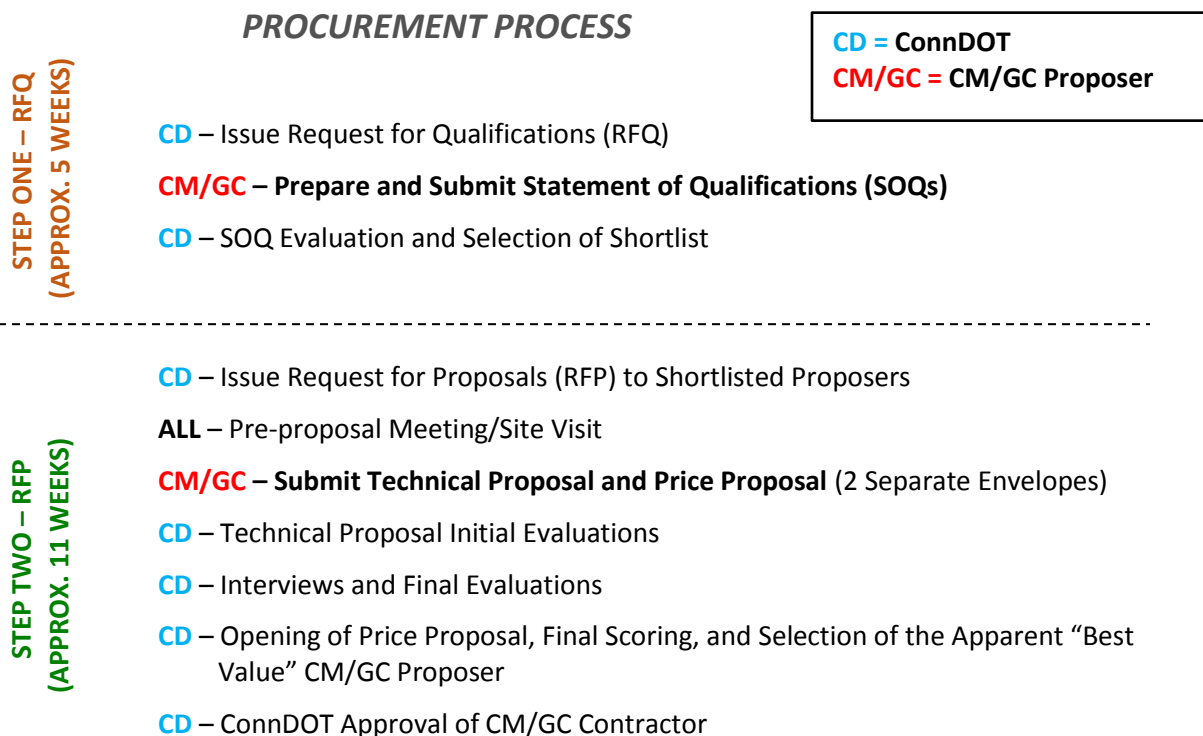 PROCUREMENT PROCESS
CD = ConnDOT
CM/GC = CM/GC Proposer
STEP ONE – RFQ
(APPROX. 5 WEEKS)
CD – Issue Request for Qualifications (RFQ)
CM/GC – Prepare and Submit Statement of Qualifications (SOQs)
CD – SOQ Evaluation and Selection of Shortlist
STEP TWO – RFP
(APPROX. 11 WEEKS)
CD – Issue Request for Proposals (RFP) to Shortlisted Proposers
ALL – Pre-proposal Meeting/Site Visit
CM/GC – Submit Technical Proposal and Price Proposal (2 Separate Envelopes)
CD – Technical Proposal Initial Evaluations
CD – Interviews and Final Evaluations
CD – Opening of Price Proposal, Final Scoring, and Selection of the Apparent “Best
Value” CM/GC Proposer
CD – ConnDOT Approval of CM/GC Contractor